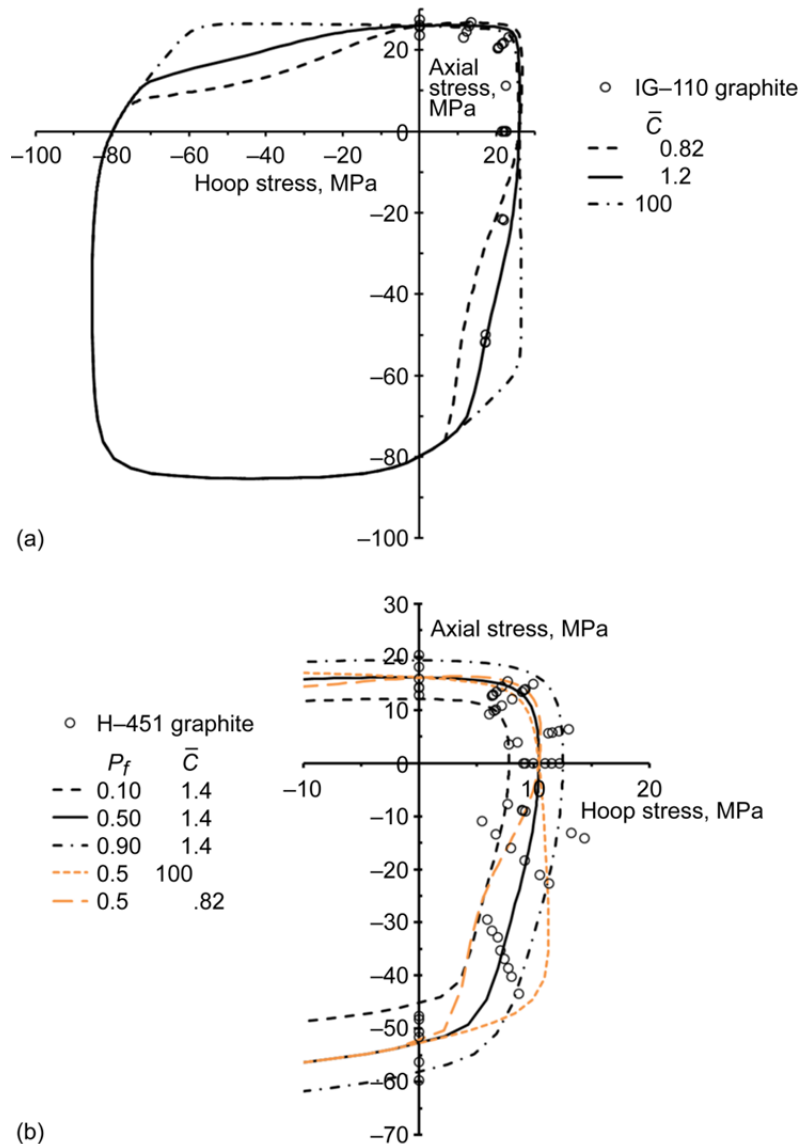 20
Axial
stress,
MPa
IG–110 graphite
0
C̄
–100 –80 –60 –40 –20 20
0.82
Hoop stress, MPa
1.2
–20
100
–40
–60
–80
(a)
–100
30
Axial stress, MPa
20
H–451 graphite
10
Pf C̄
0.10 1.4
0
–10 10 20
0.50 1.4
Hoop stress, MPa
0.90 1.4
–10
0.5 100
–20
0.5 .82
–30
–40
–50
–60
(b)
–70